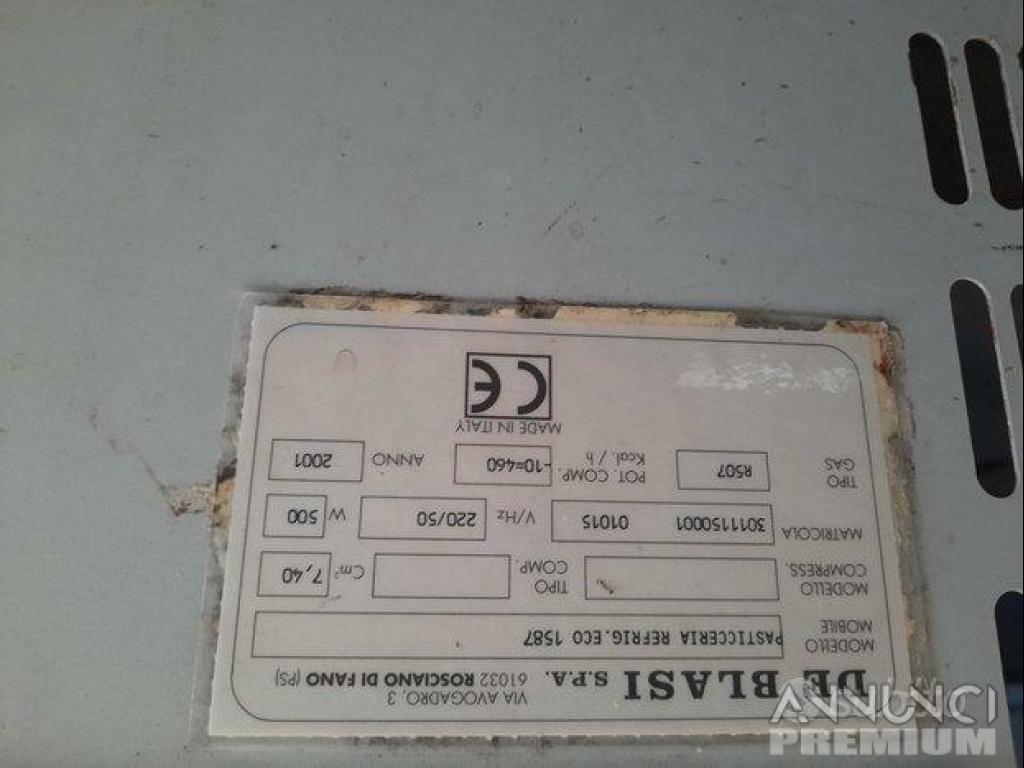 DE BLASI S.P.A.
VIA AVOGADRO, 3
61032 ROSCIANO DI FANO (PS)
MODELLO MOBILE PASTICCERIA REFRIG.ECO 1587
MODELLO COMPRESS. TIPO COMP. Cm³ 7,40
MATRICOLA 3011150001 01015 V/Hz 220/50 W 500
TIPO GAS R507 POT. COMP. Kcal. / h -10=460 ANNO 2001
MADE IN ITALY
CE
ANNUNCI
PREMIUM